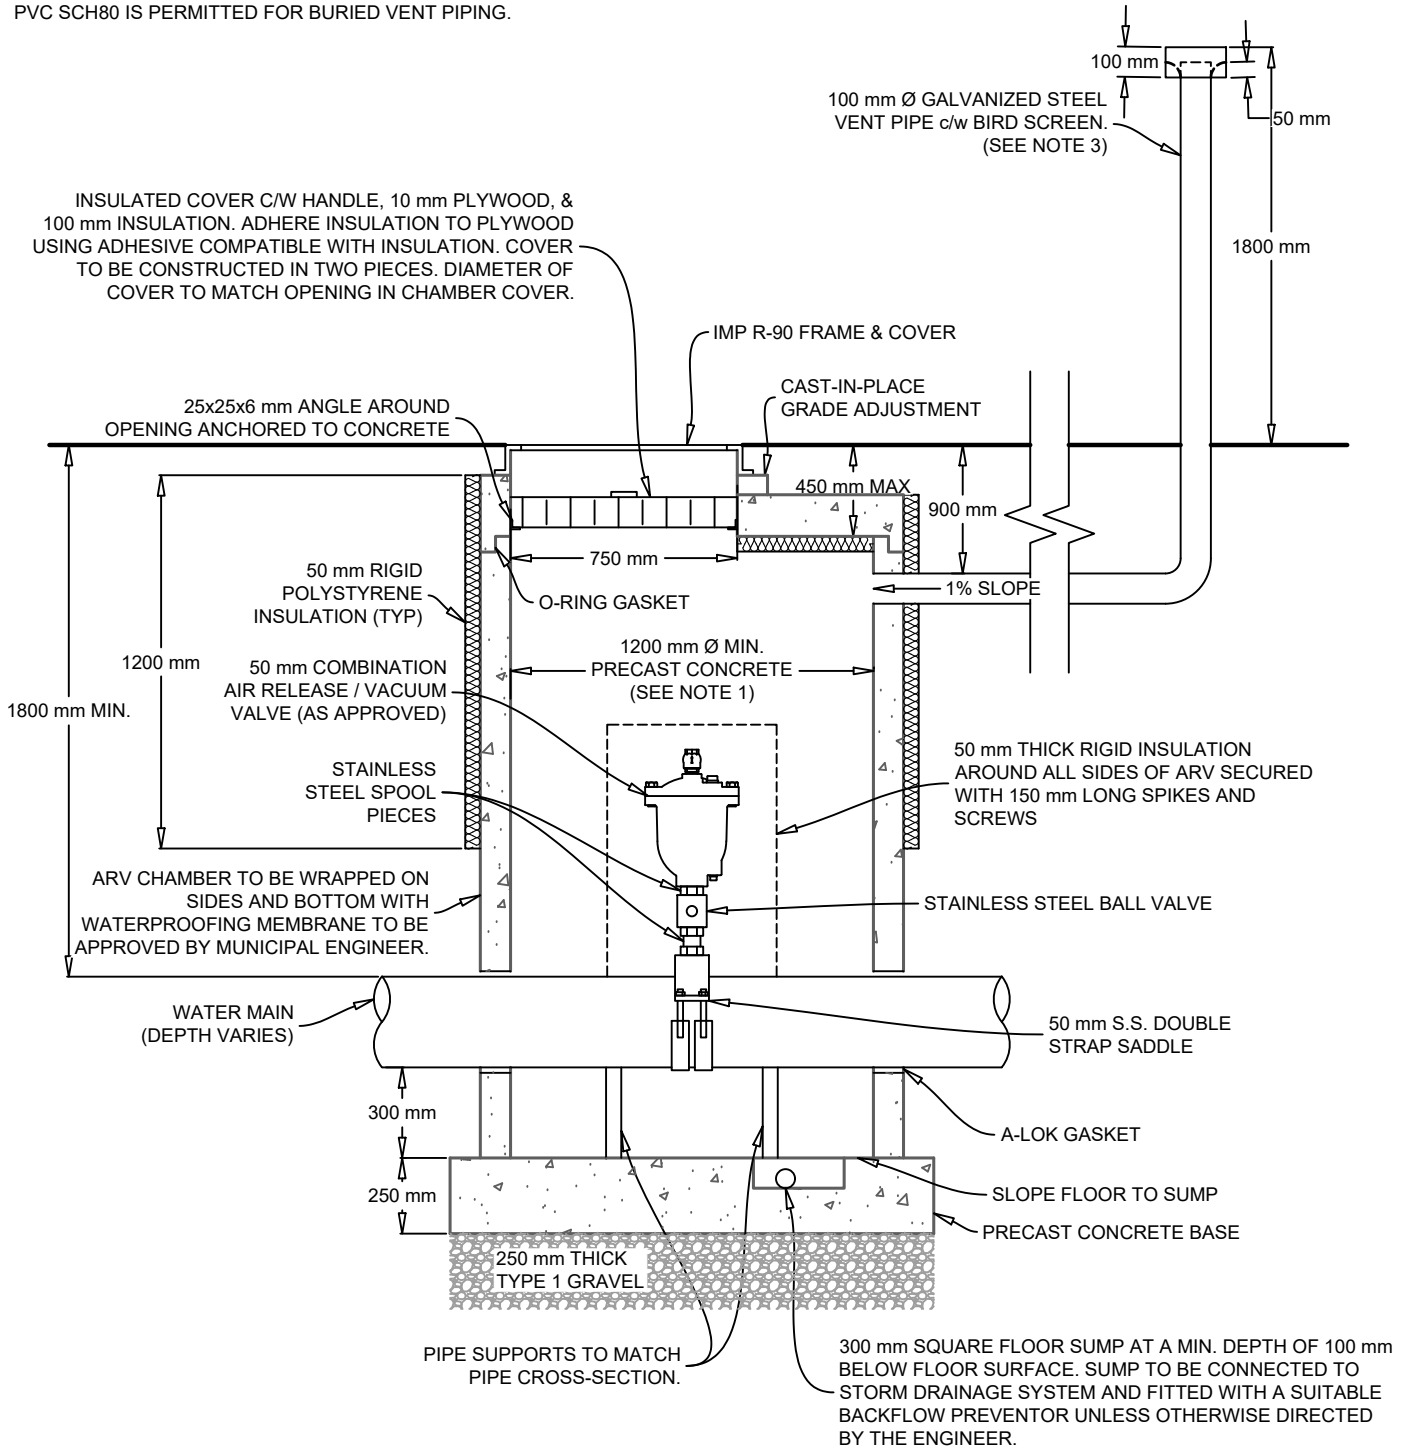 PVC SCH80 IS PERMITTED FOR BURIED VENT PIPING.
100 mm
50 mm
100 mm Ø GALVANIZED STEEL
VENT PIPE c/w BIRD SCREEN.
(SEE NOTE 3)
1800 mm
INSULATED COVER C/W HANDLE, 10 mm PLYWOOD, &
100 mm INSULATION. ADHERE INSULATION TO PLYWOOD
USING ADHESIVE COMPATIBLE WITH INSULATION. COVER
TO BE CONSTRUCTED IN TWO PIECES. DIAMETER OF
COVER TO MATCH OPENING IN CHAMBER COVER.
IMP R-90 FRAME & COVER
CAST-IN-PLACE
GRADE ADJUSTMENT
25x25x6 mm ANGLE AROUND
OPENING ANCHORED TO CONCRETE
450 mm MAX
900 mm
750 mm
1% SLOPE
50 mm RIGID
POLYSTYRENE
INSULATION (TYP)
O-RING GASKET
1200 mm
1200 mm Ø MIN.
PRECAST CONCRETE
(SEE NOTE 1)
50 mm COMBINATION
AIR RELEASE / VACUUM
VALVE (AS APPROVED)
1800 mm MIN.
STAINLESS
STEEL SPOOL
PIECES
50 mm THICK RIGID INSULATION
AROUND ALL SIDES OF ARV SECURED
WITH 150 mm LONG SPIKES AND
SCREWS
ARV CHAMBER TO BE WRAPPED ON
SIDES AND BOTTOM WITH
WATERPROOFING MEMBRANE TO BE
APPROVED BY MUNICIPAL ENGINEER.
STAINLESS STEEL BALL VALVE
WATER MAIN
(DEPTH VARIES)
50 mm S.S. DOUBLE
STRAP SADDLE
300 mm
A-LOK GASKET
250 mm
SLOPE FLOOR TO SUMP
PRECAST CONCRETE BASE
250 mm THICK
TYPE 1 GRAVEL
PIPE SUPPORTS TO MATCH
PIPE CROSS-SECTION.
300 mm SQUARE FLOOR SUMP AT A MIN. DEPTH OF 100 mm
BELOW FLOOR SURFACE. SUMP TO BE CONNECTED TO
STORM DRAINAGE SYSTEM AND FITTED WITH A SUITABLE
BACKFLOW PREVENTOR UNLESS OTHERWISE DIRECTED
BY THE ENGINEER.